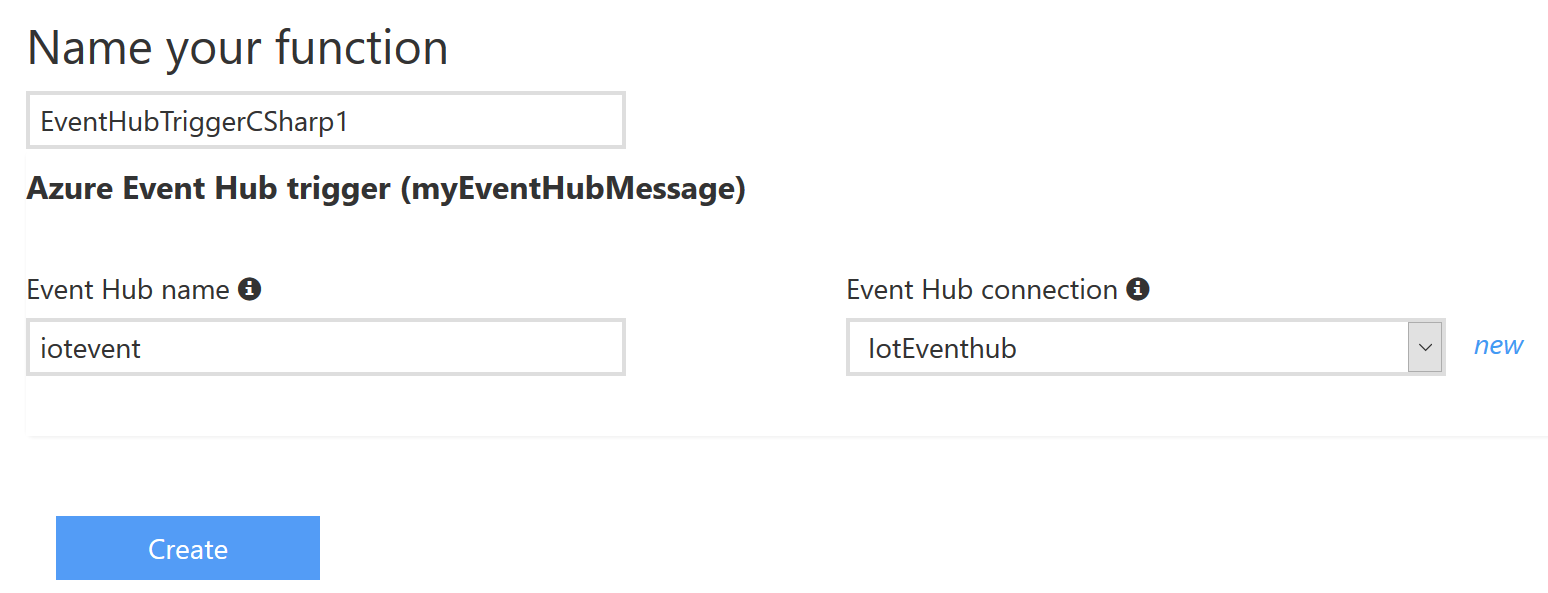 Name your function
EventHubTriggerCSharp1
Azure Event Hub trigger (myEventHubMessage)
Event Hub name
Event Hub connection
iotevent
IotEventhub
new
Create